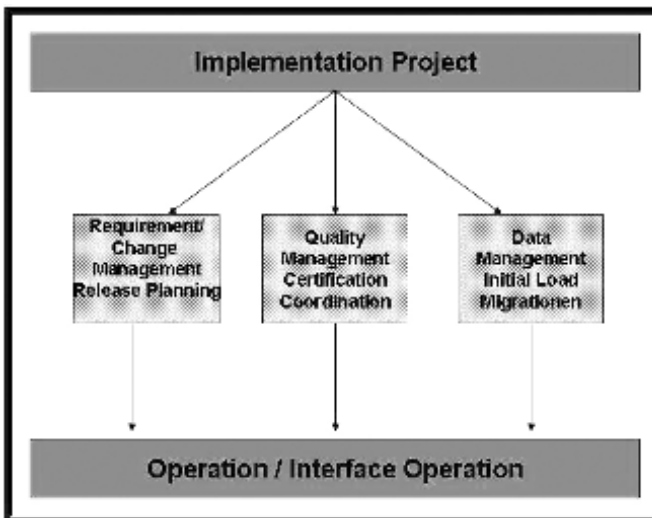 Implementation Project
Requirement/
Change
Management
Release Planning
Quality
Management
Certification
Coordination
Data
Management
Initial Load
Migrationen
Operation / Interface Operation